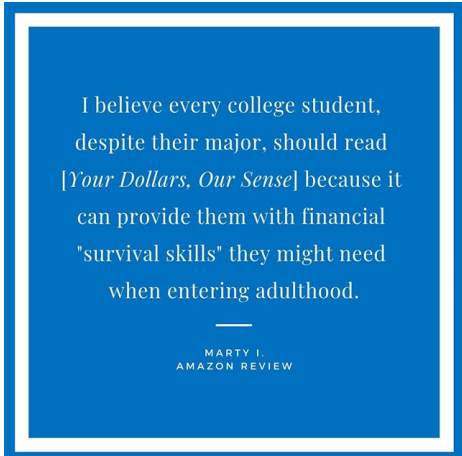 I believe every college student,
despite their major, should read
[Your Dollars, Our Sense] because it
can provide them with financial
"survival skills" they might need
when entering adulthood.
MARTY I.
AMAZON REVIEW